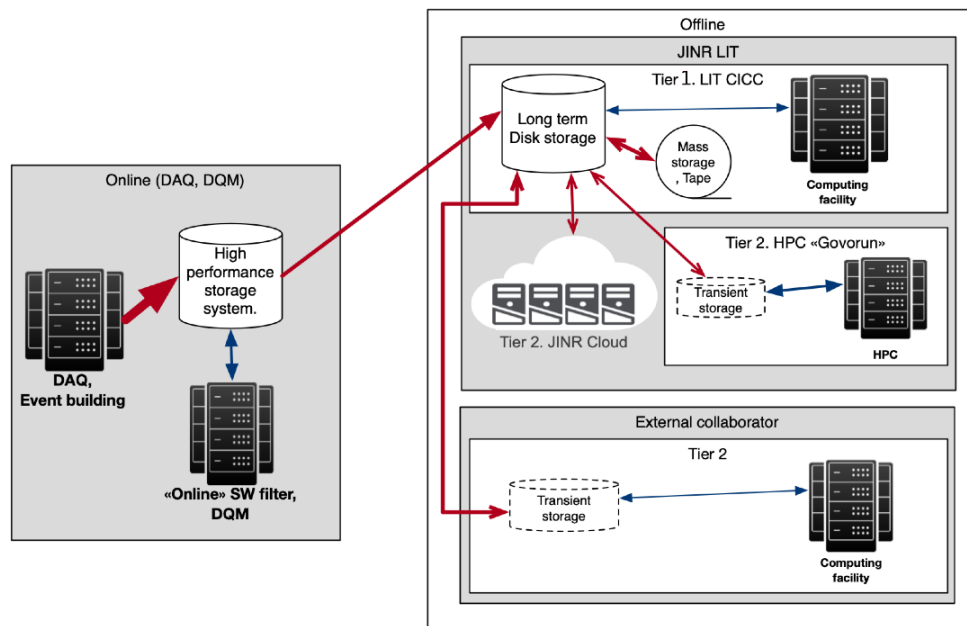 Offline
JINR LIT
Tier 1. LIT CICC
Long term
Disk storage
Mass
storage
, Tape
Computing
facility
Online (DAQ, DQM)
High
performance
storage
system.
DAQ,
Event building
«Online» SW filter,
DQM
Tier 2. JINR Cloud
Tier 2. HPC «Govorun»
Transient
storage
HPC
External collaborator
Tier 2
Transient
storage
Computing
facility